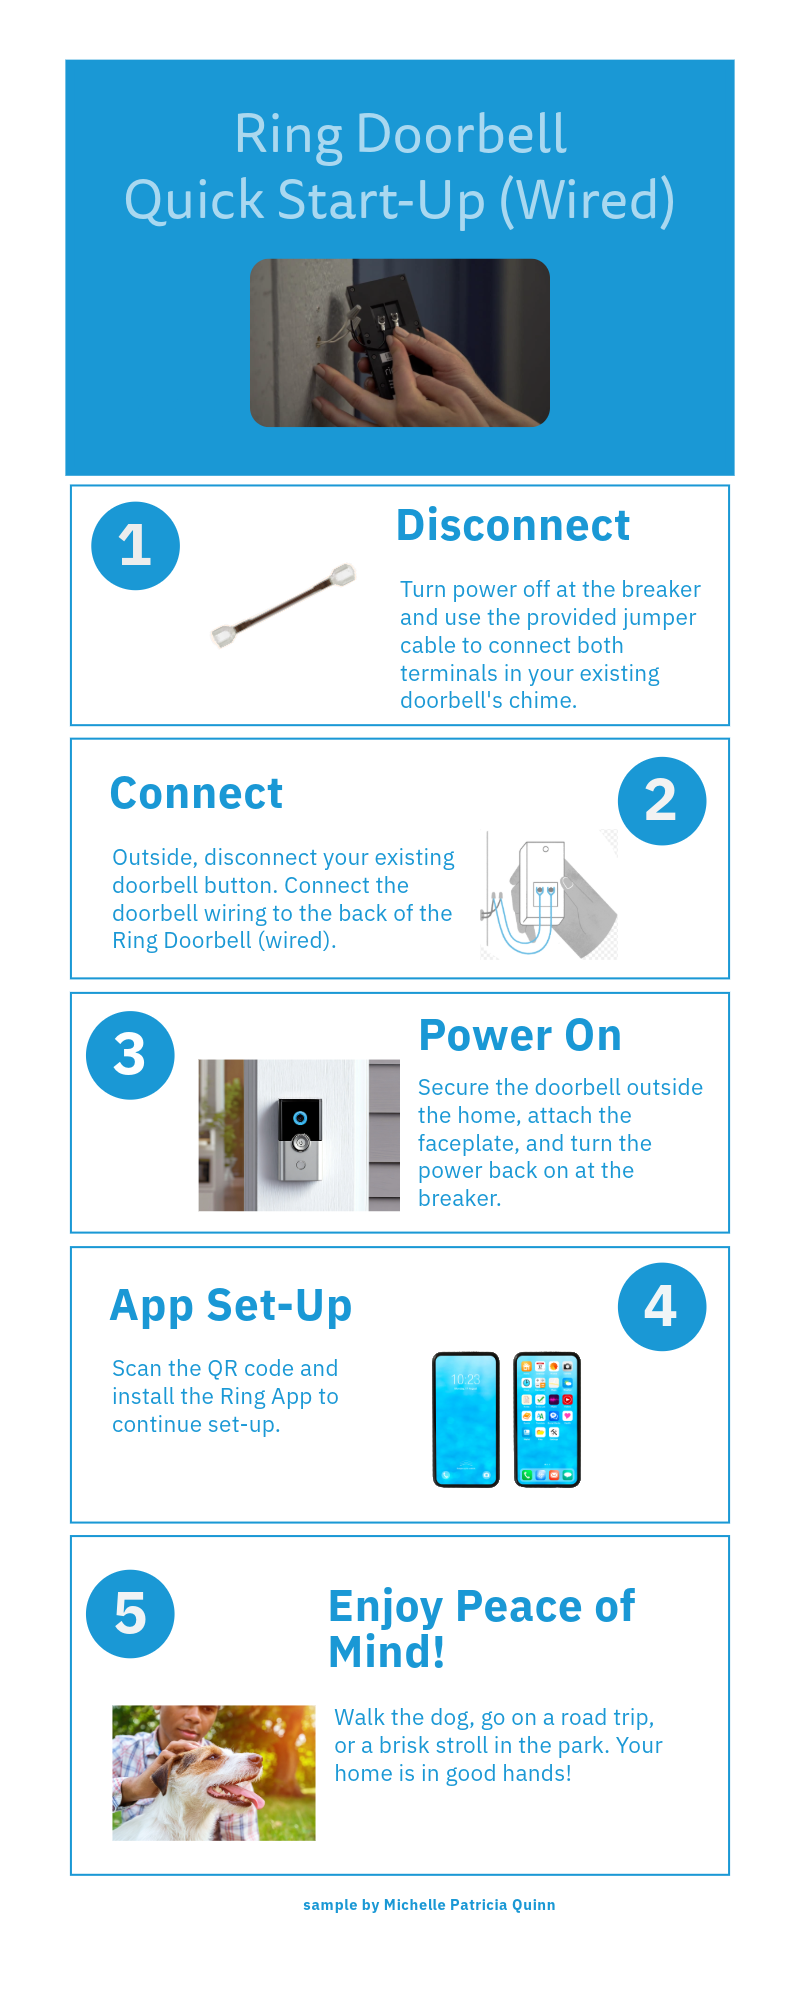 Ring Doorbell
Quick Start-Up (Wired)
1
Disconnect
Turn power off at the breaker
and use the provided jumper
cable to connect both
terminals in your existing
doorbell's chime.
Connect
2
Outside, disconnect your existing
doorbell button. Connect the
doorbell wiring to the back of the
Ring Doorbell (wired).
3
Power On
Secure the doorbell outside
the home, attach the
faceplate, and turn the
power back on at the
breaker.
App Set-Up
4
Scan the QR code and
install the Ring App to
continue set-up.
10:23
5
Enjoy Peace of
Mind!
Walk the dog, go on a road trip,
or a brisk stroll in the park. Your
home is in good hands!
sample by Michelle Patricia Quinn